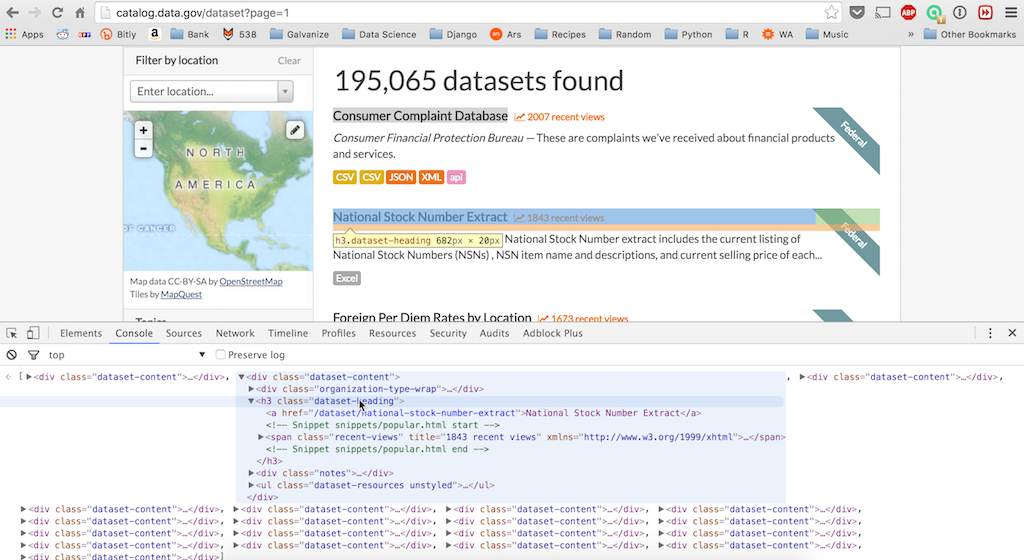 catalog.data.gov/dataset?page=1
ABP
1
Apps
Bitly
a
Bank
538
Galvanize
Data Science
Django
ars
Ars
Recipes
Random
Python
R
WA
Music
»
Other Bookmarks
Filter by location
Clear
Enter location...
+
-
NORTH
AMERICA
OF CANCER
Map data CC-BY-SA by OpenStreetMap
Tiles by MapQuest
Topics
195,065 datasets found
Consumer Complaint Database 2007 recent views
Federal
Consumer Financial Protection Bureau — These are complaints we've received about financial products
and services.
CSV CSV JSON XML api
National Stock Number Extract 1843 recent views
Federal
h3.dataset-heading 682px × 20px National Stock Number extract includes the current listing of
National Stock Numbers (NSNs) , NSN item name and descriptions, and current selling price of each...
Excel
Foreign Per Diem Rates by Location 1673 recent views
Elements Console Sources Network Timeline Profiles Resources Security Audits Adblock Plus
top
Preserve log
[ ▶<div class="dataset-content">…</div>, ▼<div class="dataset-content">
▶<div class="organization-type-wrap">…</div>
▼<h3 class="dataset-heading">
<a href="/dataset/national-stock-number-extract">National Stock Number Extract</a>
<!-- Snippet snippets/popular.html start -->
▶<span class="recent-views" title="1843 recent views" xmlns="http://www.w3.org/1999/xhtml">…</span>
<!-- Snippet snippets/popular.html end -->
</h3>
▶<div class="notes">…</div>
▶<ul class="dataset-resources unstyled">…</ul>
</div>
, ▶<div class="dataset-content">…</div>,
▶<div class="dataset-content">…</div>, ▶<div class="dataset-content">…</div>, ▶<div class="dataset-content">…</div>, ▶<div class="dataset-content">…</div>,
▶<div class="dataset-content">…</div>, ▶<div class="dataset-content">…</div>, ▶<div class="dataset-content">…</div>, ▶<div class="dataset-content">…</div>,
▶<div class="dataset-content">…</div>, ▶<div class="dataset-content">…</div>, ▶<div class="dataset-content">…</div>, ▶<div class="dataset-content">…</div>,
▶<div class="dataset-content">…</div>, ▶<div class="dataset-content">…</div>, ▶<div class="dataset-content">…</div>, ▶<div class="dataset-content">…</div>,
▶<div class="dataset-content">…</div>]